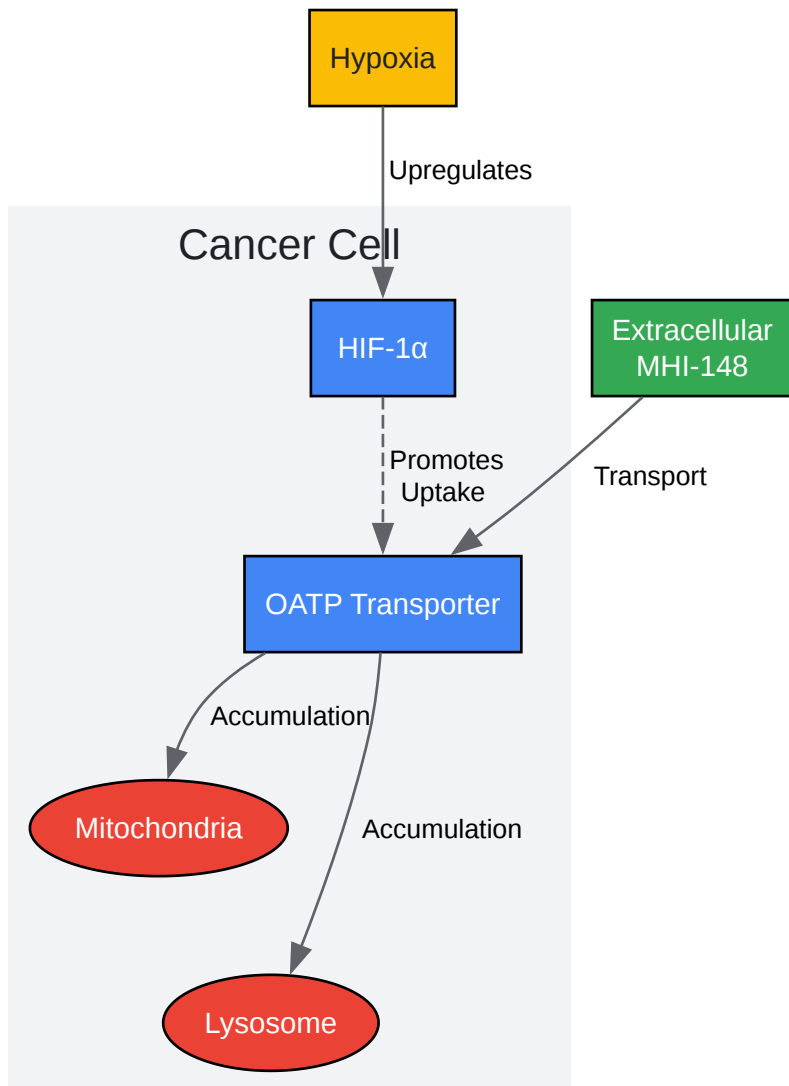 Hypoxia
Upregulates
Cancer Cell
HIF-1α
Extracellular
MHI-148
Promotes
Uptake
Transport
OATP Transporter
Accumulation
Mitochondria
Accumulation
Lysosome